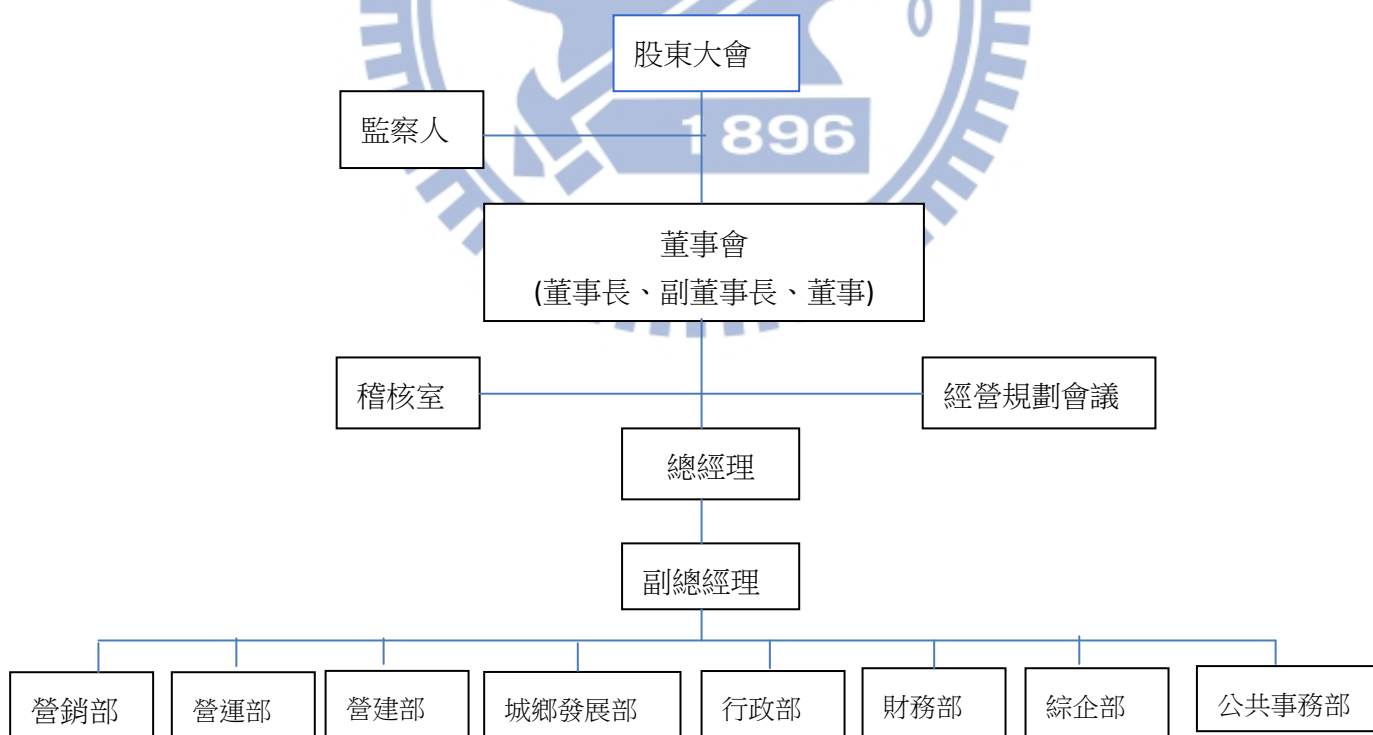 股東大會
監察人
1896
董事會
(董事長、副董事長、董事)
稽核室
經營規劃會議
總經理
副總經理
營銷部
營運部
營建部
城鄉發展部
行政部
財務部
綜企部
公共事務部